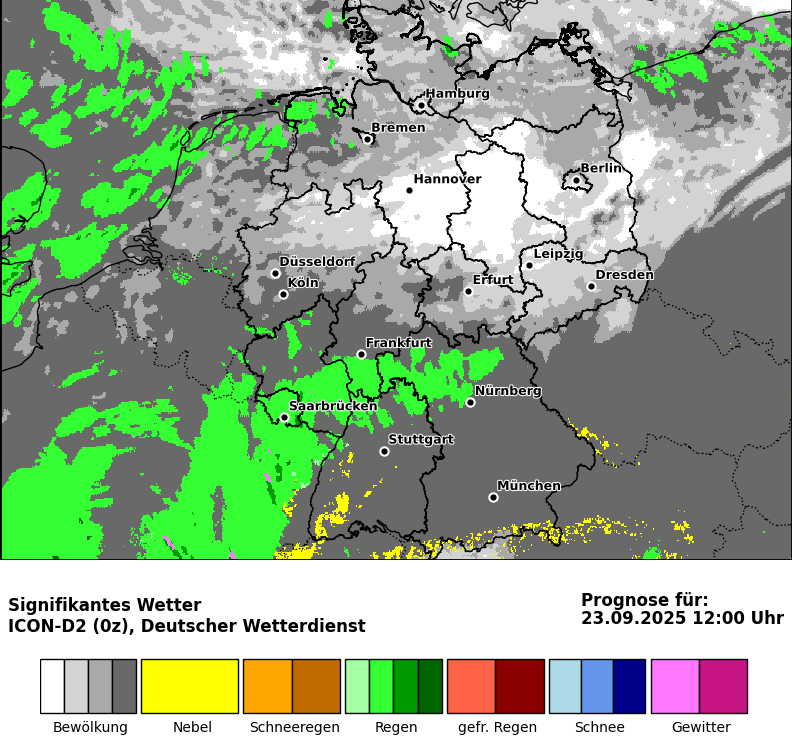 Hamburg
Bremen
Berlin
Hannover
Leipzig
Düsseldorf
Dresden
Erfurt
Köln
Frankfurt
Nürnberg
Saarbrücken
Stuttgart
München
Signifikantes Wetter
ICON-D2 (0z), Deutscher Wetterdienst
Prognose für:
23.09.2025 12:00 Uhr
Bewölkung Nebel Schneeregen Regen gefr. Regen Schnee Gewitter